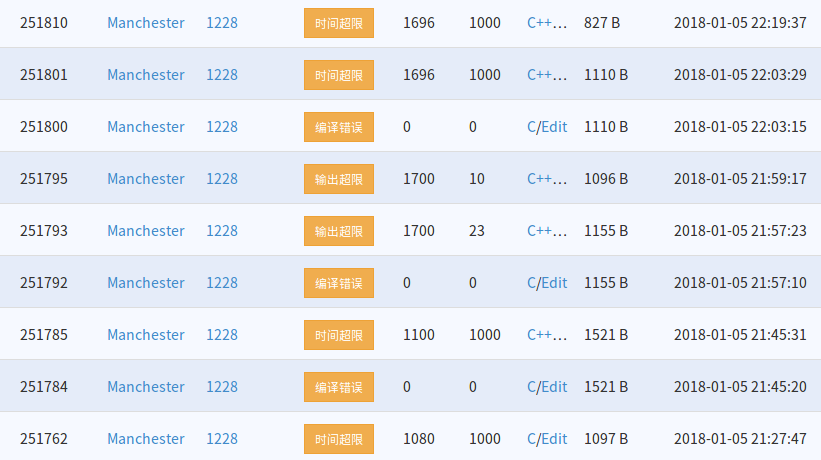 251810 Manchester 1228 时间超限 1696 1000 C++... 827 B 2018-01-05 22:19:37
251801 Manchester 1228 时间超限 1696 1000 C++... 1110 B 2018-01-05 22:03:29
251800 Manchester 1228 编译错误 0 0 C/Edit 1110 B 2018-01-05 22:03:15
251795 Manchester 1228 输出超限 1700 10 C++... 1096 B 2018-01-05 21:59:17
251793 Manchester 1228 输出超限 1700 23 C++... 1155 B 2018-01-05 21:57:23
251792 Manchester 1228 编译错误 0 0 C/Edit 1155 B 2018-01-05 21:57:10
251785 Manchester 1228 时间超限 1100 1000 C++... 1521 B 2018-01-05 21:45:31
251784 Manchester 1228 编译错误 0 0 C/Edit 1521 B 2018-01-05 21:45:20
251762 Manchester 1228 时间超限 1080 1000 C/Edit 1097 B 2018-01-05 21:27:47